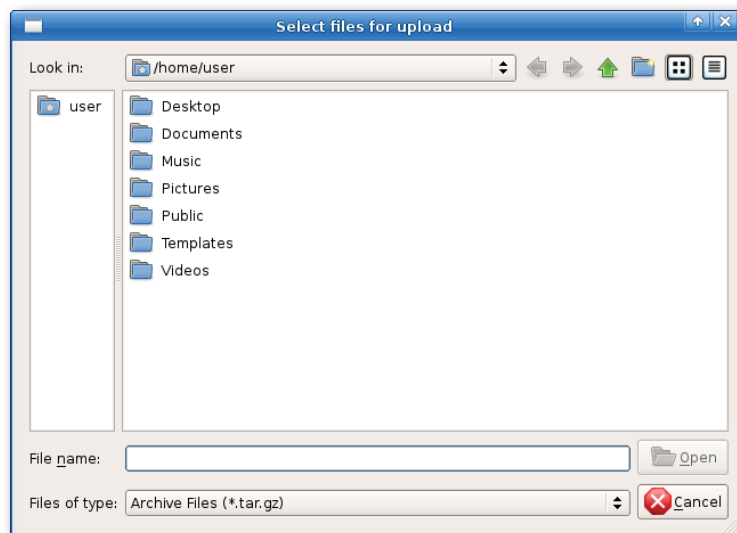 Select files for upload
Look in: /home/user
user
Desktop
Documents
Music
Pictures
Public
Templates
Videos
File name: Open
Files of type: Archive Files (*.tar.gz) Cancel